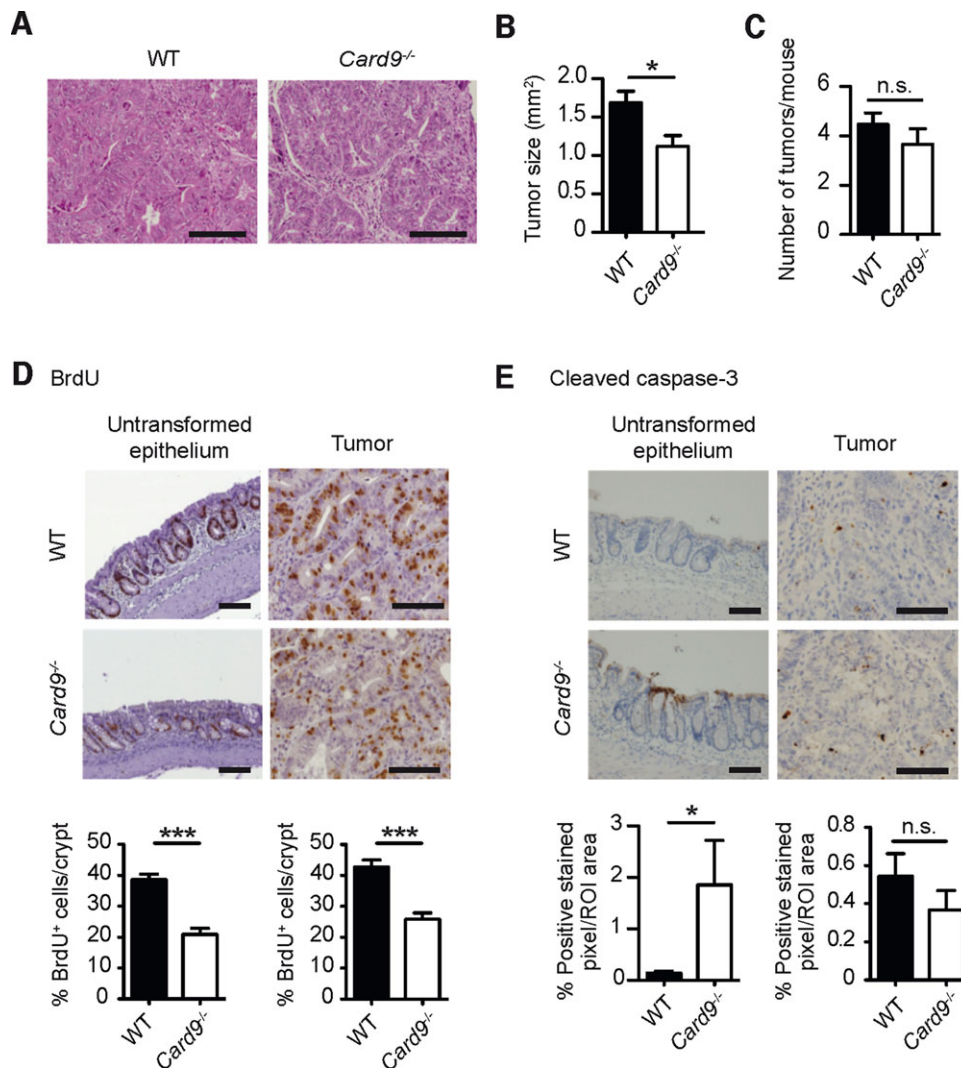 A
WT
Card9-/-
B
Tumor size (mm2)
2.0
1.5
1.0
0.5
0
*
WT
Card9-/-
C
Number of tumors/mouse
6
4
2
0
n.s.
WT
Card9-/-
D BrdU
Untransformed
epithelium
Tumor
WT
Card9-/-
% BrdU+ cells/crypt
50
40
30
20
10
0
***
WT
Card9-/-
% BrdU+ cells/crypt
50
40
30
20
10
0
***
WT
Card9-/-
E Cleaved caspase-3
Untransformed
epithelium
Tumor
WT
Card9-/-
% Positive stained
pixel/ROI area
3
2
1
0
*
WT
Card9-/-
% Positive stained
pixel/ROI area
0.8
0.6
0.4
0.2
0
n.s.
WT
Card9-/-